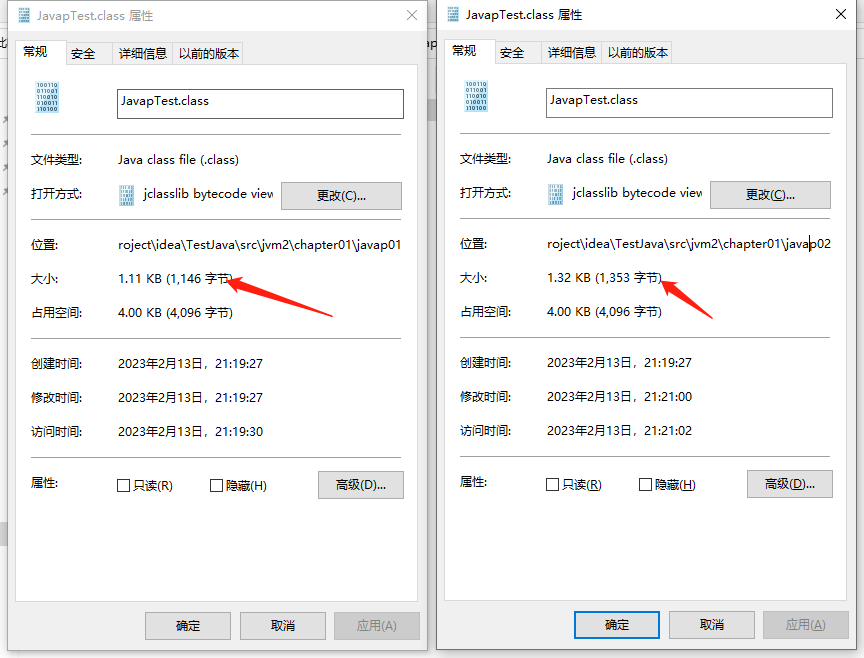 JavapTest.class 属性
常规 安全 详细信息 以前的版本
JavapTest.class
文件类型: Java class file (.class)
打开方式: jclasslib bytecode view 更改(C)...
位置: roject\idea\TestJava\src\jvm2\chapter01\javap01
大小: 1.11 KB (1,146 字节)
占用空间: 4.00 KB (4,096 字节)
创建时间: 2023年2月13日，21:19:27
修改时间: 2023年2月13日，21:19:27
访问时间: 2023年2月13日，21:19:30
属性: 只读(R) 隐藏(H) 高级(D)...
确定 取消 应用(A)
JavapTest.class 属性
常规 安全 详细信息 以前的版本
JavapTest.class
文件类型: Java class file (.class)
打开方式: jclasslib bytecode view 更改(C)...
位置: roject\idea\TestJava\src\jvm2\chapter01\javap02
大小: 1.32 KB (1,353 字节)
占用空间: 4.00 KB (4,096 字节)
创建时间: 2023年2月13日，21:19:27
修改时间: 2023年2月13日，21:21:00
访问时间: 2023年2月13日，21:21:02
属性: 只读(R) 隐藏(H) 高级(D)...
确定 取消 应用(A)